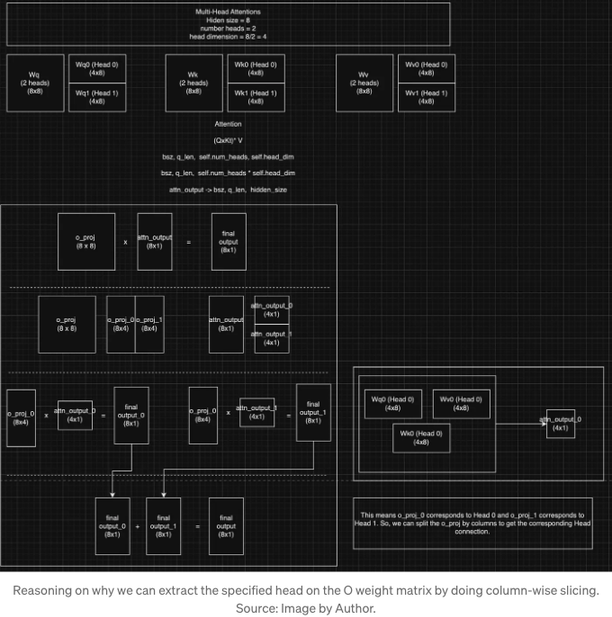 Multi-Head Attentions
Hiden size = 8
number heads = 2
head dimension = 8/2 = 4
Wq
(2 heads)
(8x8)
Wq0 (Head 0)
(4x8)
Wq1 (Head 1)
(4x8)
Wk
(2 heads)
(8x8)
Wk0 (Head 0)
(4x8)
Wk1 (Head 1)
(4x8)
Wv
(2 heads)
(8x8)
Wv0 (Head 0)
(4x8)
Wv1 (Head 1)
(4x8)
Attention
(QxKt)* V
bsz, q_len, self.num_heads, self.head_dim
bsz, q_len, self.num_heads * self.head_dim
attn_output -> bsz, q_len, hidden_size
o_proj
(8 x 8)
x
attn_output
(8x1)
=
final
output
(8x1)
o_proj
(8 x 8)
o_proj_0
(8x4)
o_proj_1
(8x4)
attn_output
(8x1)
attn_output_0
(4x1)
attn_output_1
(4x1)
o_proj_0
(8x4)
x
attn_output_0
(4x1)
=
final
output_0
(8x1)
o_proj_0
(8x4)
x
attn_output_1
(4x1)
=
final
output_1
(8x1)
Wq0 (Head 0)
(4x8)
Wv0 (Head 0)
(4x8)
Wk0 (Head 0)
(4x8)
attn_output_0
(4x1)
final
output_0
(8x1)
+
final
output_1
(8x1)
=
final
output
(8x1)
This means o_proj_0 corresponds to Head 0 and o_proj_1 corresponds to
Head 1. So, we can split the o_proj by columns to get the corresponding Head
connection.
Reasoning on why we can extract the specified head on the O weight matrix by doing column-wise slicing.
Source: Image by Author.